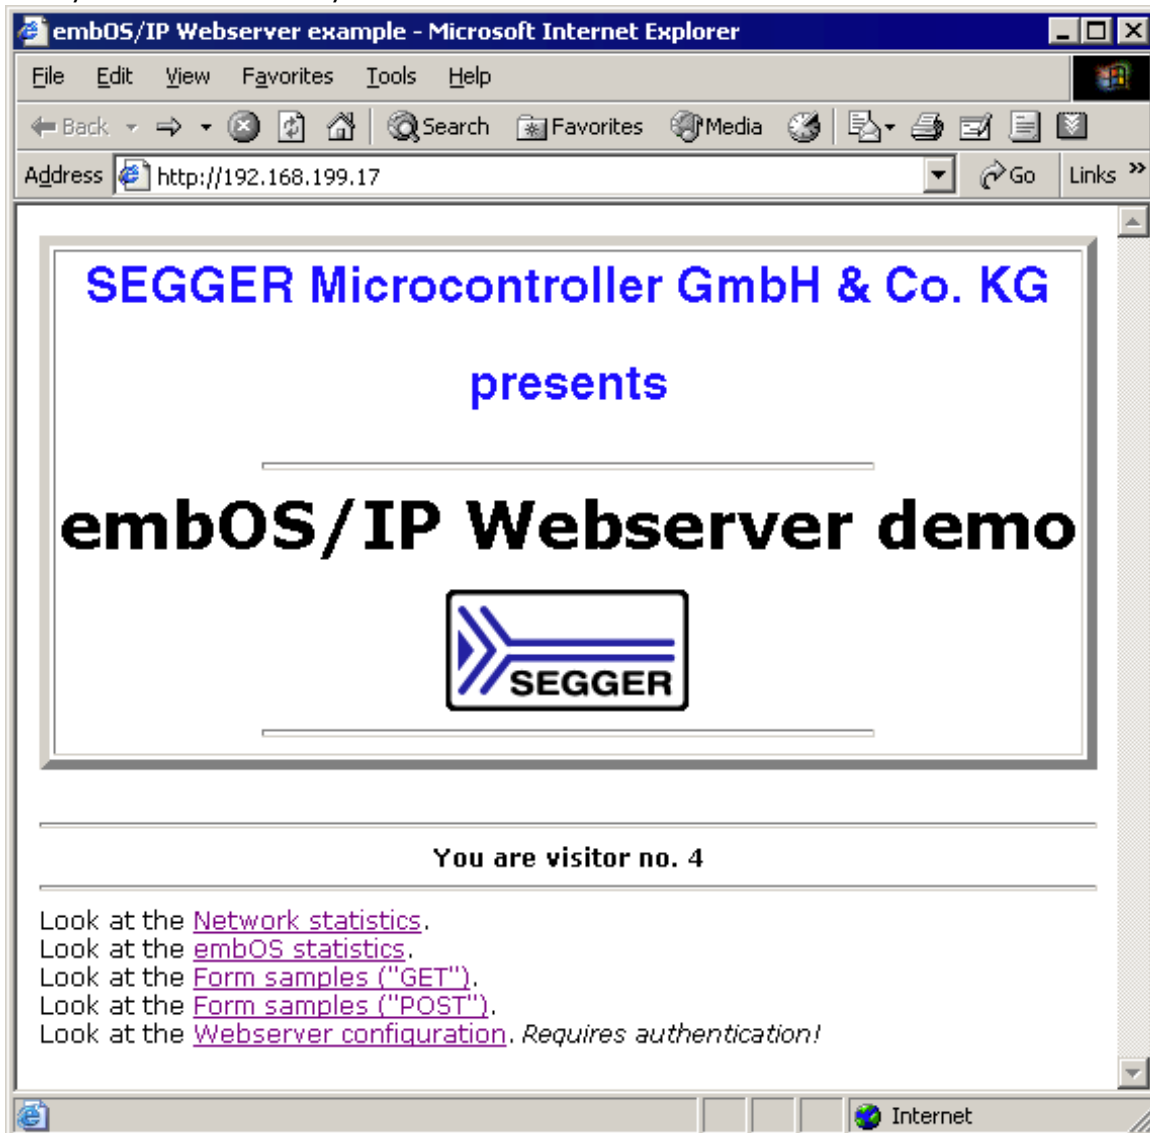 embOS/IP Webserver example - Microsoft Internet Explorer
File Edit View Favorites Tools Help
Back Search Favorites Media
Address http://192.168.199.17 Go Links »
SEGGER Microcontroller GmbH & Co. KG
presents
embOS/IP Webserver demo
SEGGER
You are visitor no. 4
Look at the Network statistics.
Look at the embOS statistics.
Look at the Form samples ("GET").
Look at the Form samples ("POST").
Look at the Webserver configuration. Requires authentication!
Internet